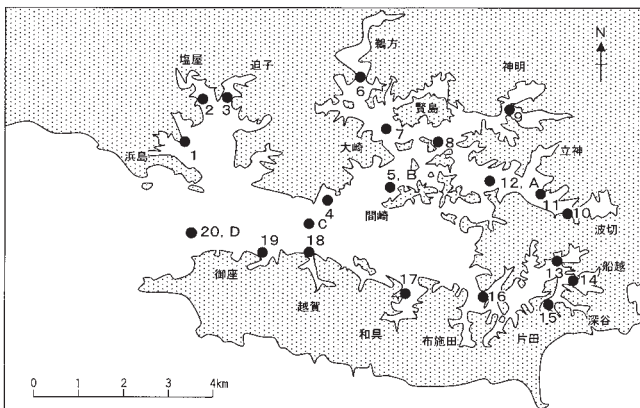 N
鵜方
塩屋
迫子
神明
6
賢島
2
3
9
7
1
大崎
8
立神
浜島
5, B
12, A
11
4
間崎
10
C
波切
20, D
19
18
13
船越
御座
14
17
16
越賀
15
深谷
和具
布施田
片田
0 1 2 3 4km